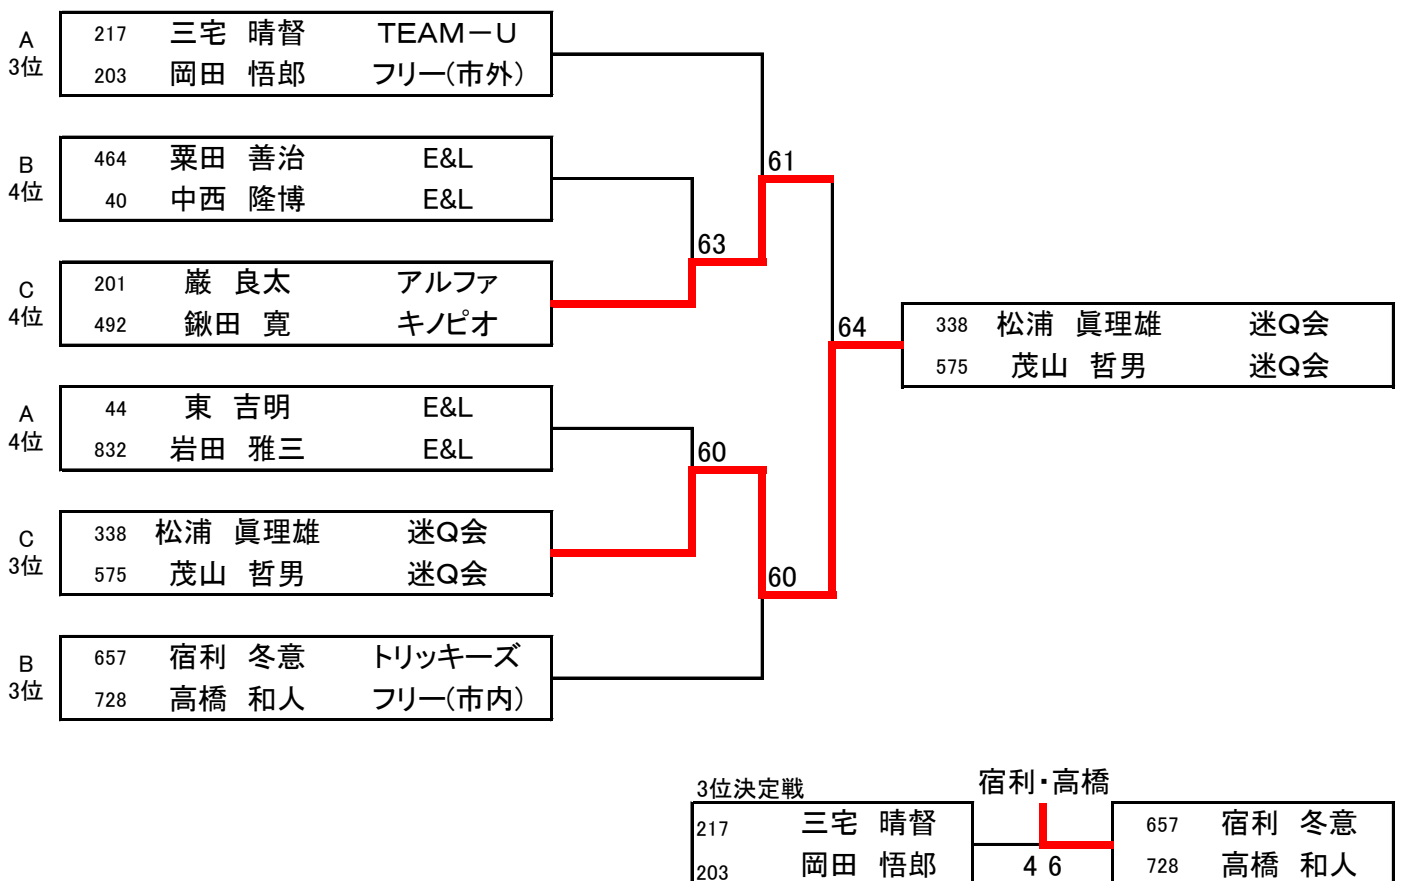 A
3位
217 三宅 晴督 TEAM－U
203 岡田 悟郎 フリー(市外)
B
4位
464 粟田 善治 E&L
40 中西 隆博 E&L
61
63
C
4位
201 巌 良太 アルファ
492 鍬田 寛 キノピオ
64
338 松浦 眞理雄 迷Q会
575 茂山 哲男 迷Q会
A
4位
44 東 吉明 E&L
832 岩田 雅三 E&L
60
C
3位
338 松浦 眞理雄 迷Q会
575 茂山 哲男 迷Q会
60
B
3位
657 宿利 冬意 トリッキーズ
728 高橋 和人 フリー(市内)
3位決定戦 宿利・高橋
217 三宅 晴督 657 宿利 冬意
203 岡田 悟郎 4 6 728 高橋 和人